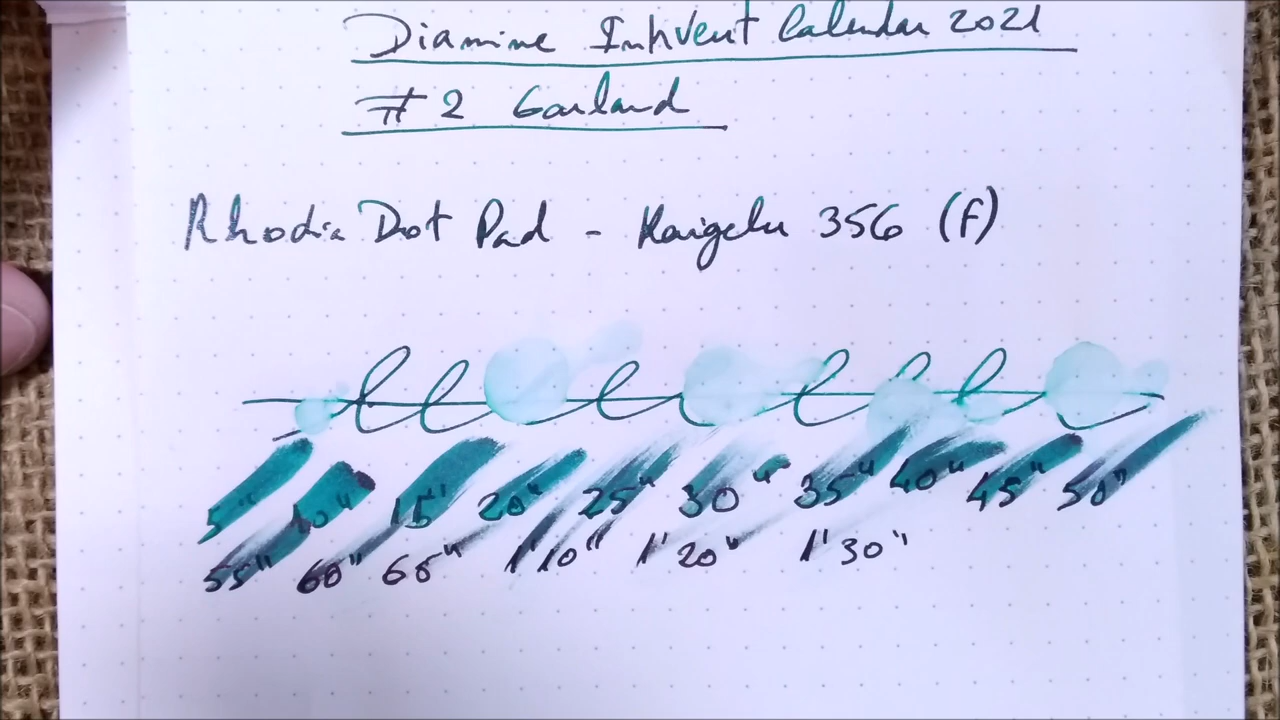 Diamine Inkvent Calendar 2021
#2 Garland
Rhodia Dot Pad - Kaigelu 356 (F)
5" 10" 15" 20" 25" 30" 35" 40" 45" 50"
55" 60" 65" 1'10" 1'20" 1'30"